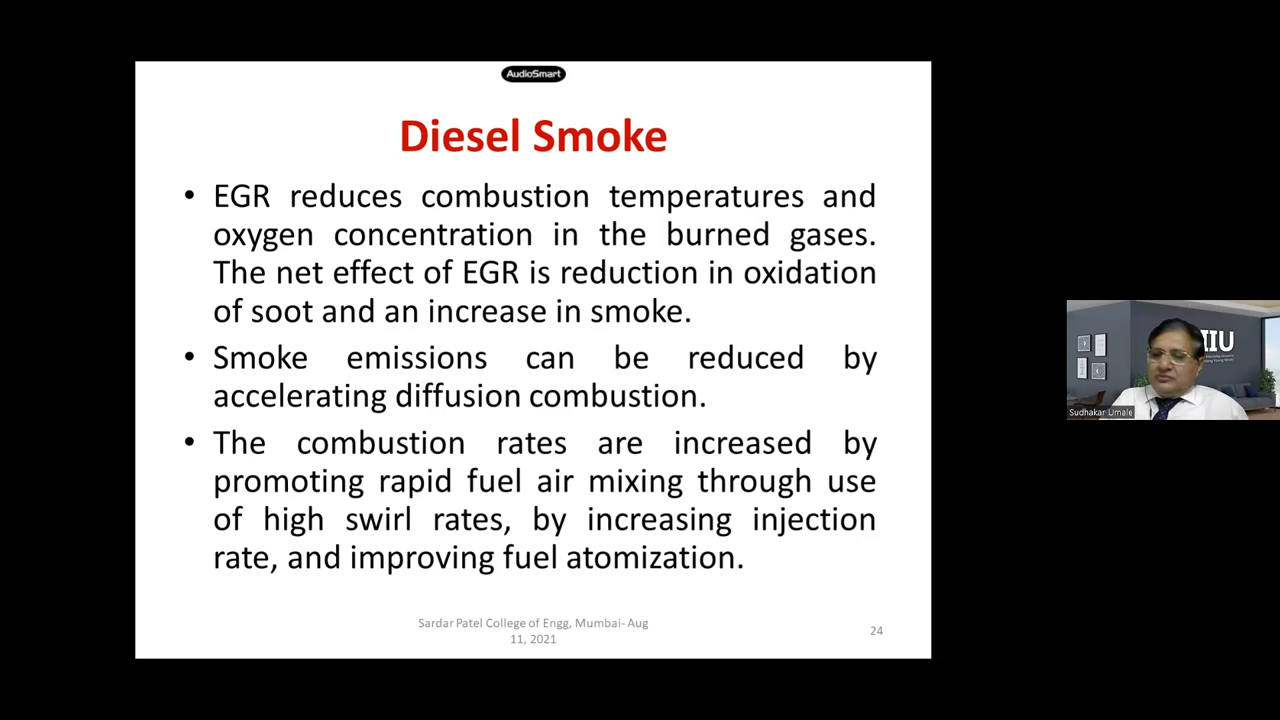 AudioSmart
Diesel Smoke
• EGR reduces combustion temperatures and
oxygen concentration in the burned gases.
The net effect of EGR is reduction in oxidation
of soot and an increase in smoke.
• Smoke emissions can be reduced by
accelerating diffusion combustion.
• The combustion rates are increased by
promoting rapid fuel air mixing through use
of high swirl rates, by increasing injection
rate, and improving fuel atomization.
Sardar Patel College of Engg, Mumbai- Aug
11, 2021
24
IIU
Sudhakar Umale